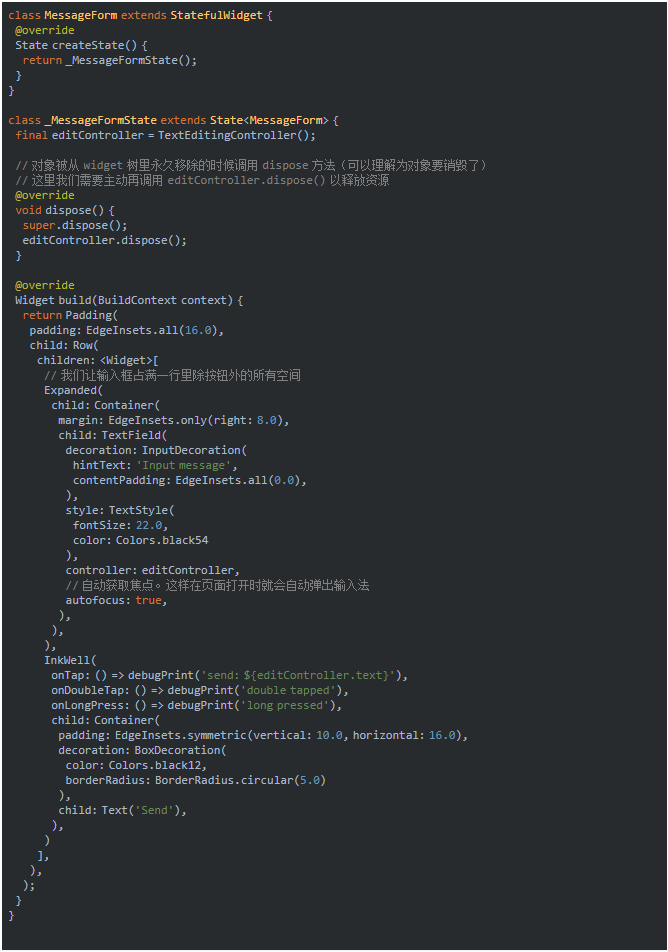 class MessageForm extends StatefulWidget {
 @override
 State createState() {
  return _MessageFormState();
 }
}

class _MessageFormState extends State<MessageForm> {
 final editController = TextEditingController();

 // 对象被从 widget 树里永久移除的时候调用 dispose 方法（可以理解为对象要销毁了）
 // 这里我们需要主动再调用 editController.dispose() 以释放资源
 @override
 void dispose() {
  super.dispose();
  editController.dispose();
 }

 @override
 Widget build(BuildContext context) {
  return Padding(
   padding: EdgeInsets.all(16.0),
   child: Row(
    children: <Widget>[
     // 我们让输入框占满一行里除按钮外的所有空间
     Expanded(
      child: Container(
       margin: EdgeInsets.only(right: 8.0),
       child: TextField(
        decoration: InputDecoration(
         hintText: 'Input message',
         contentPadding: EdgeInsets.all(0.0),
        ),
        style: TextStyle(
         fontSize: 22.0,
         color: Colors.black54
        ),
        controller: editController,
        // 自动获取焦点。这样在页面打开时就会自动弹出输入法
        autofocus: true,
       ),
      ),
     ),
     InkWell(
      onTap: () => debugPrint('send: ${editController.text}'),
      onDoubleTap: () => debugPrint('double tapped'),
      onLongPress: () => debugPrint('long pressed'),
      child: Container(
       padding: EdgeInsets.symmetric(vertical: 10.0, horizontal: 16.0),
       decoration: BoxDecoration(
        color: Colors.black12,
        borderRadius: BorderRadius.circular(5.0)
       ),
       child: Text('Send'),
      ),
     )
    ],
   ),
  );
 }
}